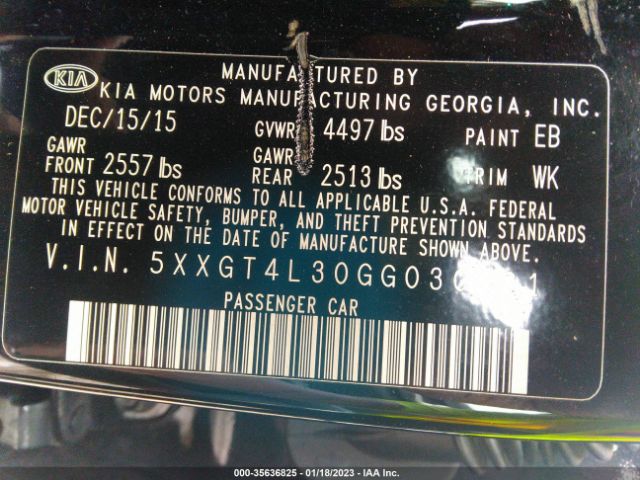 KIA
MANUFACTURED BY
KIA MOTORS MANUFACTURING GEORGIA, INC.
DEC/15/15 GVWR 4497 lbs PAINT EB
GAWR FRONT 2557 lbs GAWR REAR 2513 lbs TRIM WK
THIS VEHICLE CONFORMS TO ALL APPLICABLE U.S.A. FEDERAL
MOTOR VEHICLE SAFETY, BUMPER, AND THEFT PREVENTION STANDARDS
IN EFFECT ON THE DATE OF MANUFACTURE SHOWN ABOVE.
V.I.N.
PASSENGER CAR
000-35636825 - 01/18/2023 - IAA Inc.